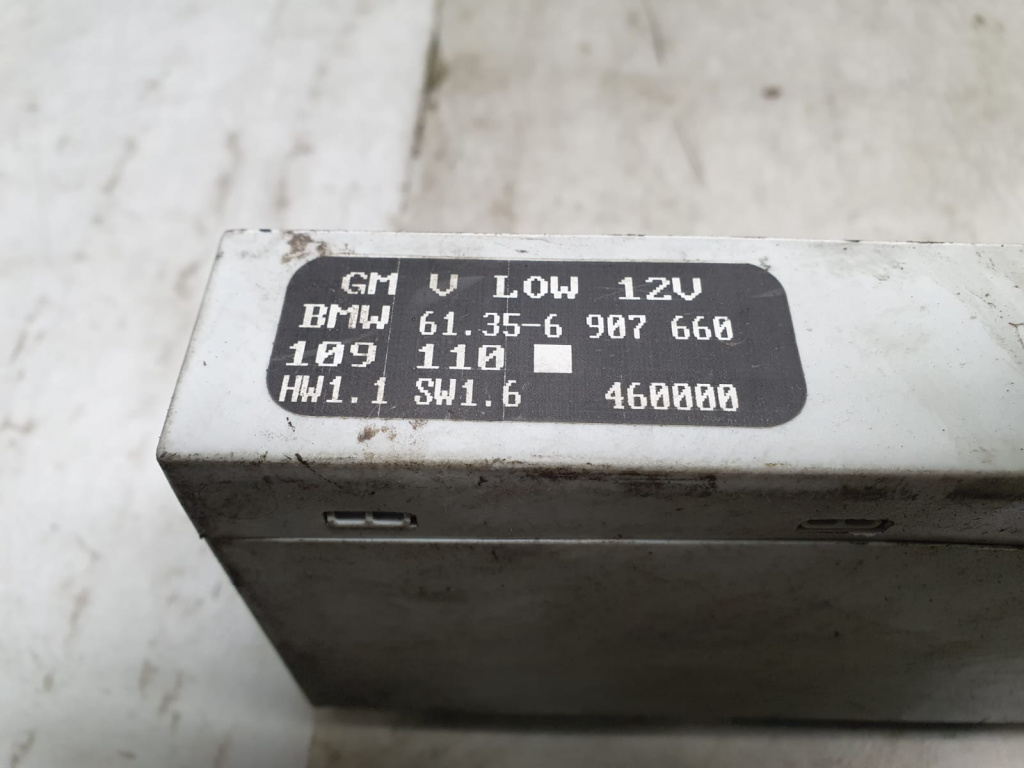 GM V LOW 12V
BMW 61.35-6 907 660
109 110
HW1.1 SW1.6 460000